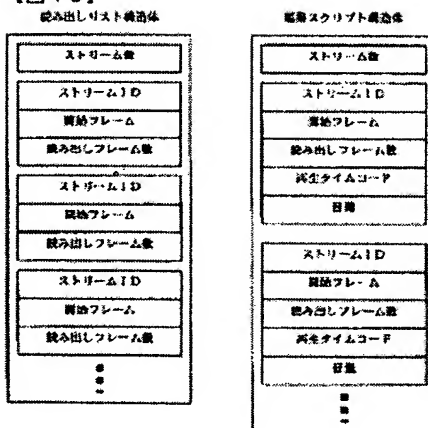 読み出しリスト構造体
ストリーム数
ストリームID
開始フレーム
読み出しフレーム数
ストリームID
開始フレーム
読み出しフレーム数
ストリームID
開始フレーム
読み出しフレーム数
編集スクリプト構造体
ストリーム数
ストリームID
開始フレーム
読み出しフレーム数
再生タイムコード
ストリームID
開始フレーム
読み出しフレーム数
再生タイムコード